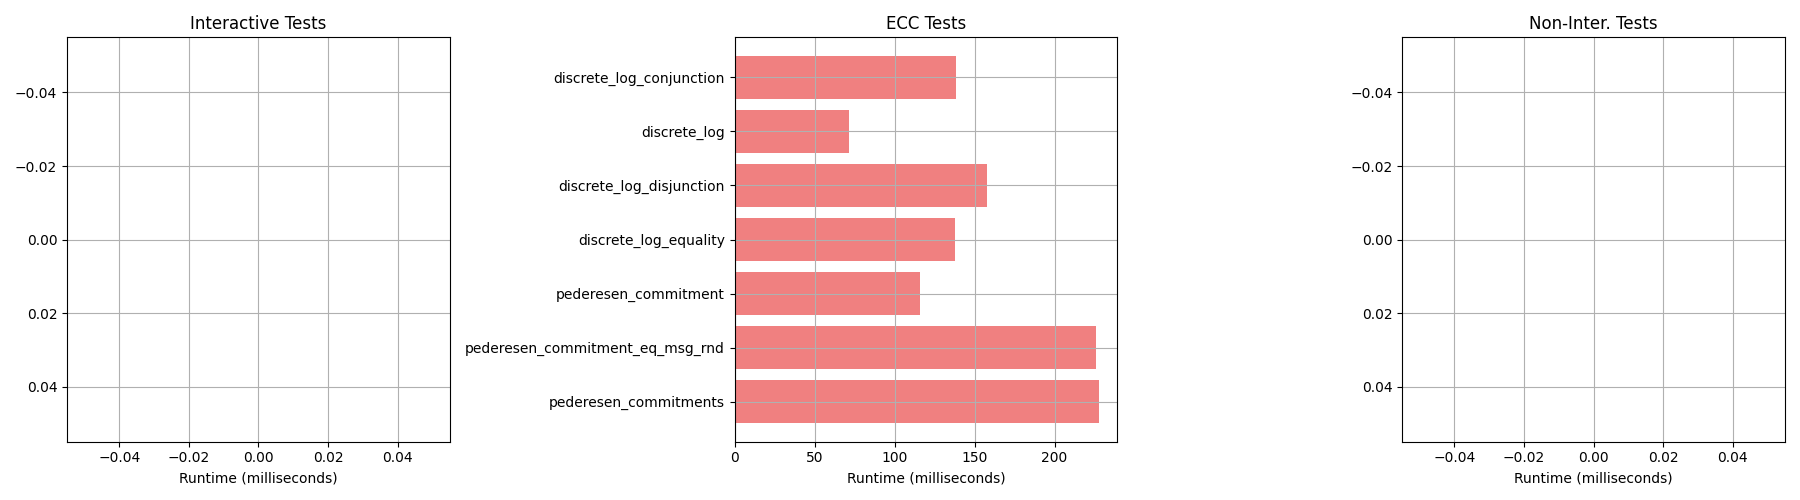 Interactive Tests
−0.04
−0.02
0.00
0.02
0.04
−0.04 −0.02 0.00 0.02 0.04
Runtime (milliseconds)
ECC Tests
discrete_log_conjunction
discrete_log
discrete_log_disjunction
discrete_log_equality
pederesen_commitment
pederesen_commitment_eq_msg_rnd
pederesen_commitments
0 50 100 150 200
Runtime (milliseconds)
Non-Inter. Tests
−0.04
−0.02
0.00
0.02
0.04
−0.04 −0.02 0.00 0.02 0.04
Runtime (milliseconds)